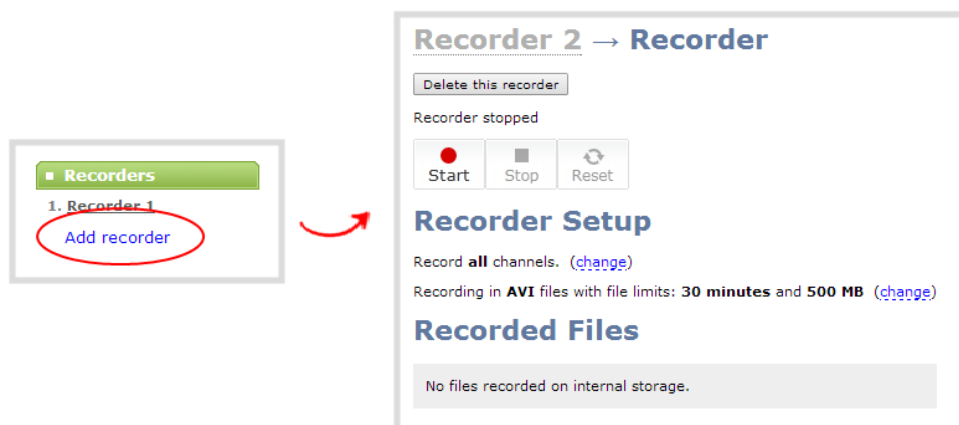 Recorders
1. Recorder 1
Add recorder
Recorder 2 → Recorder
Delete this recorder
Recorder stopped
Start Stop Reset
Recorder Setup
Record all channels. (change)
Recording in AVI files with file limits: 30 minutes and 500 MB (change)
Recorded Files
No files recorded on internal storage.